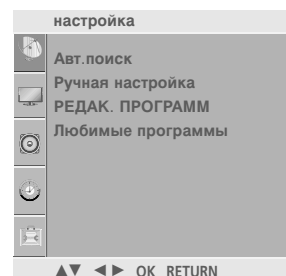 настройка
Авт.поиск
Ручная настройка
РЕДАК. ПРОГРАММ
Любимые программы
▲▼ ◄► OK RETURN